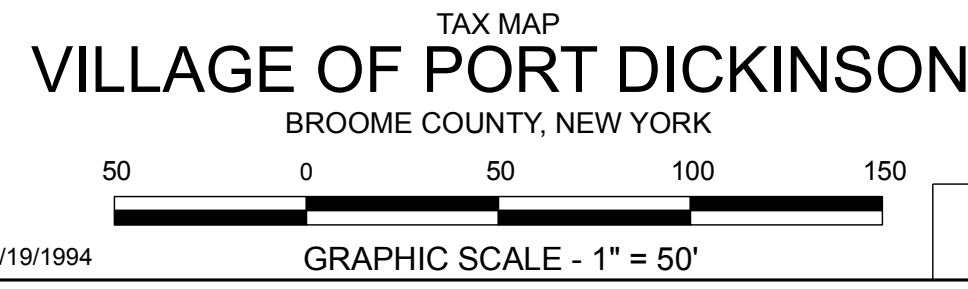 TAX MAP
VILLAGE OF PORT DICKINSON
BROOME COUNTY, NEW YORK
50 0 50 100 150
/19/1994
GRAPHIC SCALE - 1" = 50'